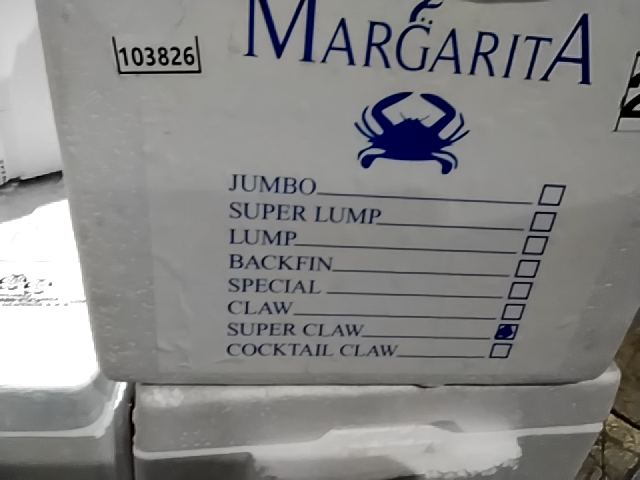 MARGARITA
103826
JUMBO
SUPER LUMP
LUMP
BACKFIN
SPECIAL
CLAW
SUPER CLAW
COCKTAIL CLAW